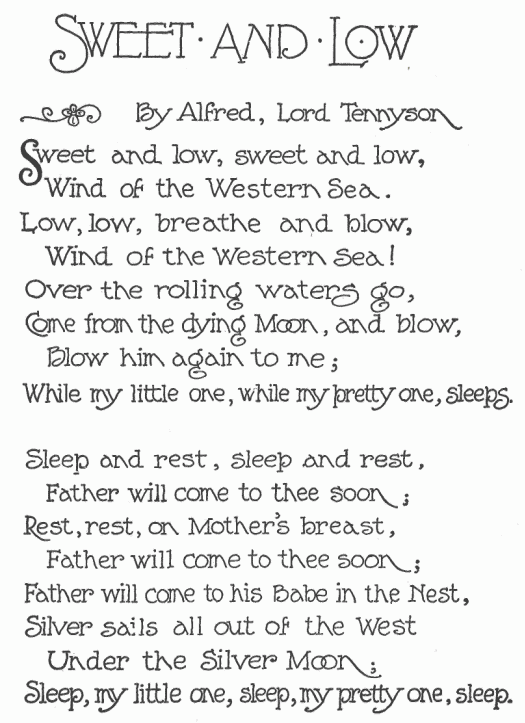 SWEET · AND · LOW
By Alfred, Lord Tennyson
Sweet and low, sweet and low,
Wind of the Western Sea.
Low, low, breathe and blow,
Wind of the Western Sea!
Over the rolling waters go,
Come from the dying Moon, and blow,
Blow him again to me;
While my little one, while my pretty one, sleeps.
Sleep and rest, sleep and rest,
Father will come to thee soon;
Rest, rest, on Mother's breast,
Father will come to thee soon;
Father will come to his Babe in the Nest,
Silver sails all out of the West
Under the Silver Moon;
Sleep, my little one, sleep, my pretty one, sleep.